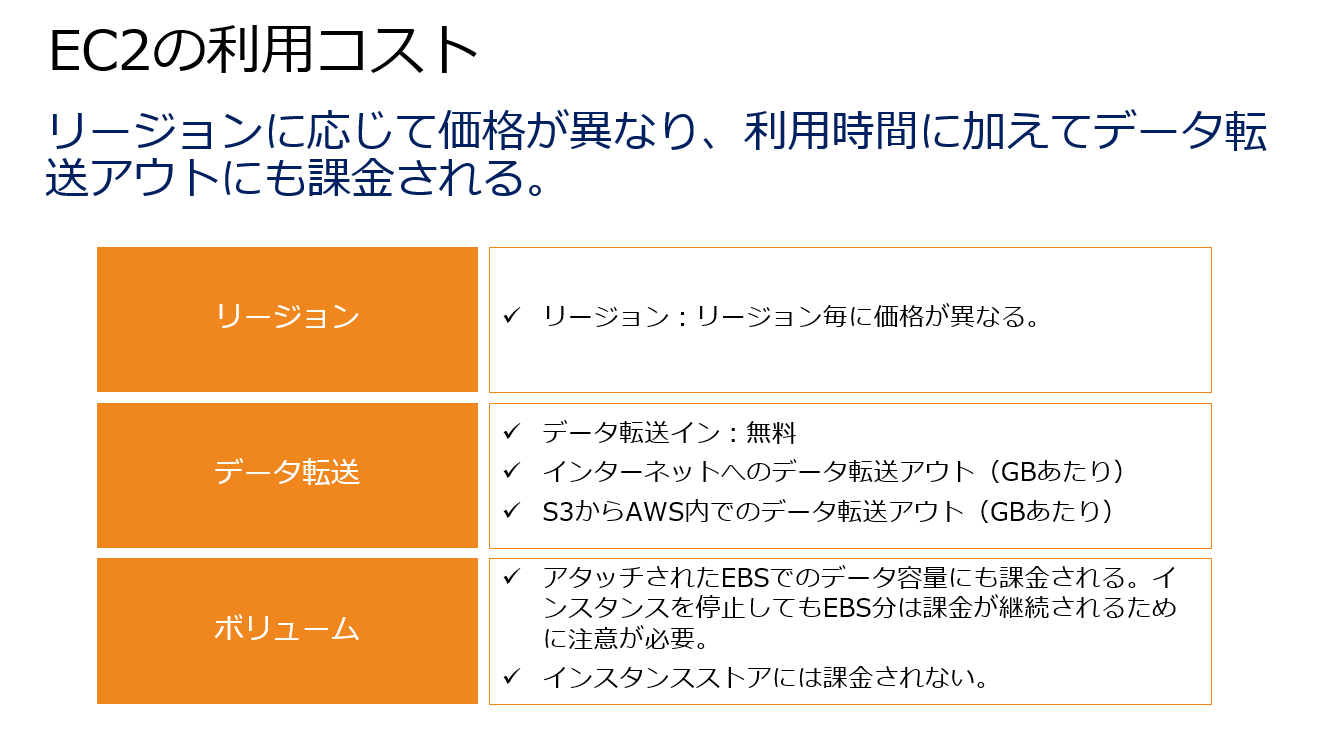 EC2の利用コスト
リージョンに応じて価格が異なり、利用時間に加えてデータ転
送アウトにも課金される。
リージョン
✓ リージョン：リージョン毎に価格が異なる。
データ転送
✓ データ転送イン：無料
✓ インターネットへのデータ転送アウト（GBあたり）
✓ S3からAWS内でのデータ転送アウト（GBあたり）
ボリューム
✓ アタッチされたEBSでのデータ容量にも課金される。イ
ンスタンスを停止してもEBS分は課金が継続されるため
に注意が必要。
✓ インスタンスストアには課金されない。